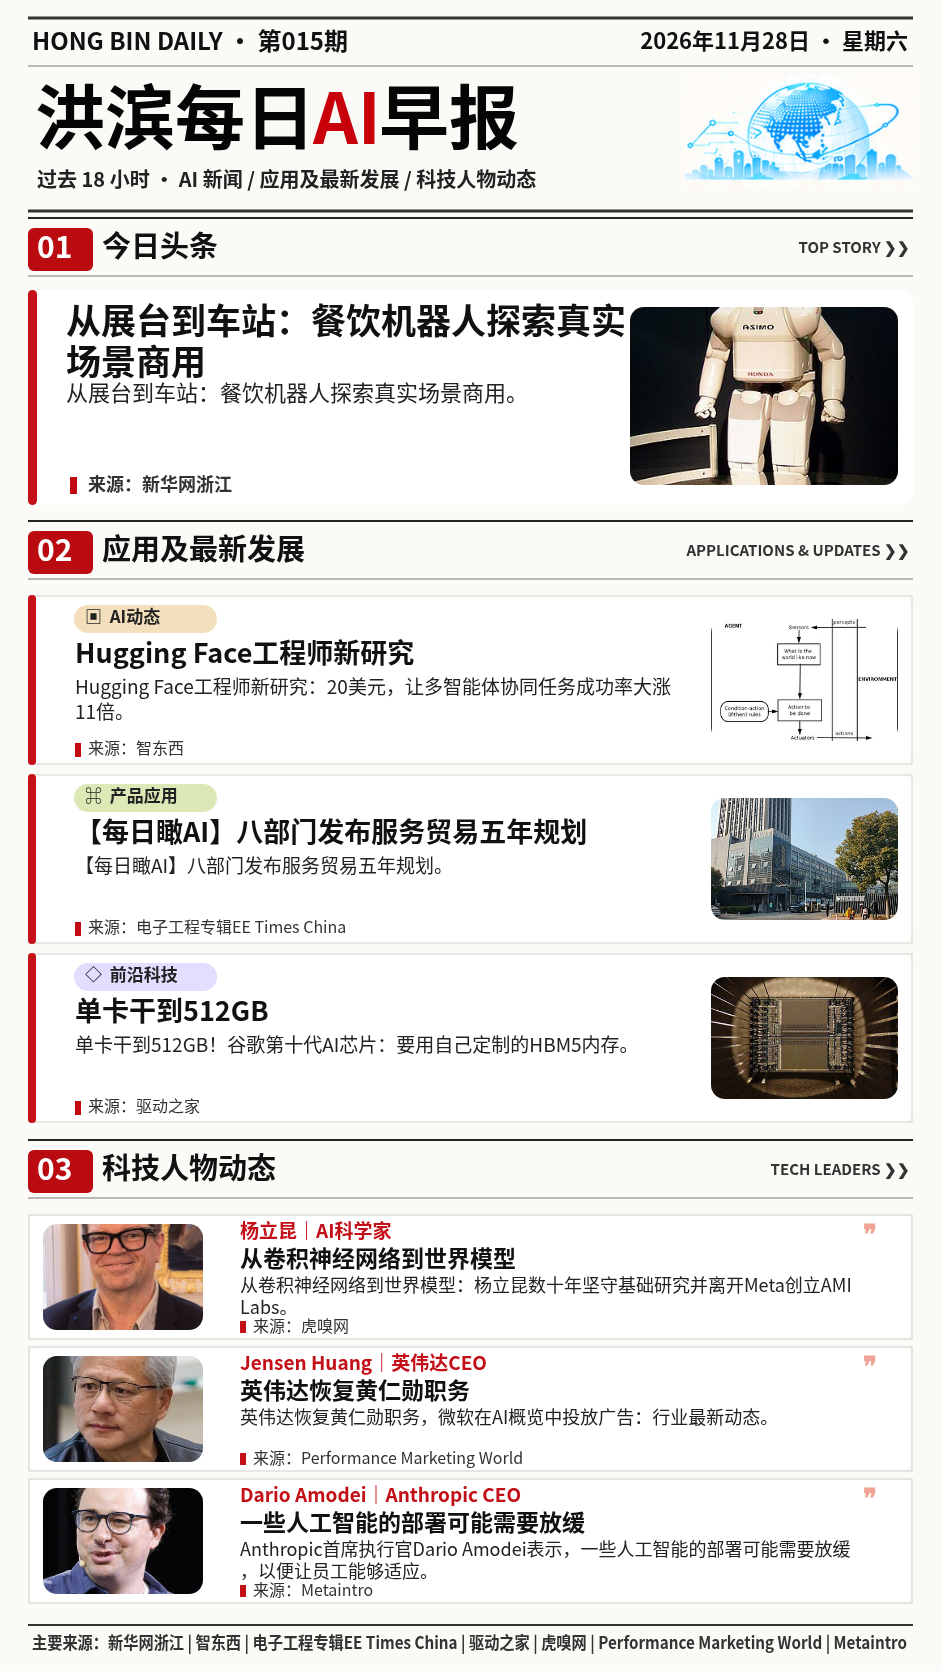 HONG BIN DAILY · 第015期
2026年11月28日 · 星期六
洪滨每日AI早报
过去 18 小时 · AI 新闻 / 应用及最新发展 / 科技人物动态
01 今日头条
TOP STORY ❯❯
从展台到车站：餐饮机器人探索真实
场景商用
从展台到车站：餐饮机器人探索真实场景商用。
来源：新华网浙江
ASIMO
HONDA
02 应用及最新发展
APPLICATIONS & UPDATES ❯❯
▣ AI动态
Hugging Face工程师新研究
Hugging Face工程师新研究：20美元，让多智能体协同任务成功率大涨
11倍。
来源：智东西
AGENT
Sensors
percepts
What is the
world like now
ENVIRONMENT
Condition-action
(if-then) rules
Action to
be done
Actuators
actions
⌘ 产品应用
【每日瞰AI】八部门发布服务贸易五年规划
【每日瞰AI】八部门发布服务贸易五年规划。
来源：电子工程专辑EE Times China
◇ 前沿科技
单卡干到512GB
单卡干到512GB！谷歌第十代AI芯片：要用自己定制的HBM5内存。
来源：驱动之家
03 科技人物动态
TECH LEADERS ❯❯
杨立昆｜AI科学家
从卷积神经网络到世界模型
从卷积神经网络到世界模型：杨立昆数十年坚守基础研究并离开Meta创立AMI
Labs。
来源：虎嗅网
Jensen Huang｜英伟达CEO
英伟达恢复黄仁勋职务
英伟达恢复黄仁勋职务，微软在AI概览中投放广告：行业最新动态。
来源：Performance Marketing World
Dario Amodei｜Anthropic CEO
一些人工智能的部署可能需要放缓
Anthropic首席执行官Dario Amodei表示，一些人工智能的部署可能需要放缓
，以便让员工能够适应。
来源：Metaintro
主要来源：新华网浙江 | 智东西 | 电子工程专辑EE Times China | 驱动之家 | 虎嗅网 | Performance Marketing World | Metaintro